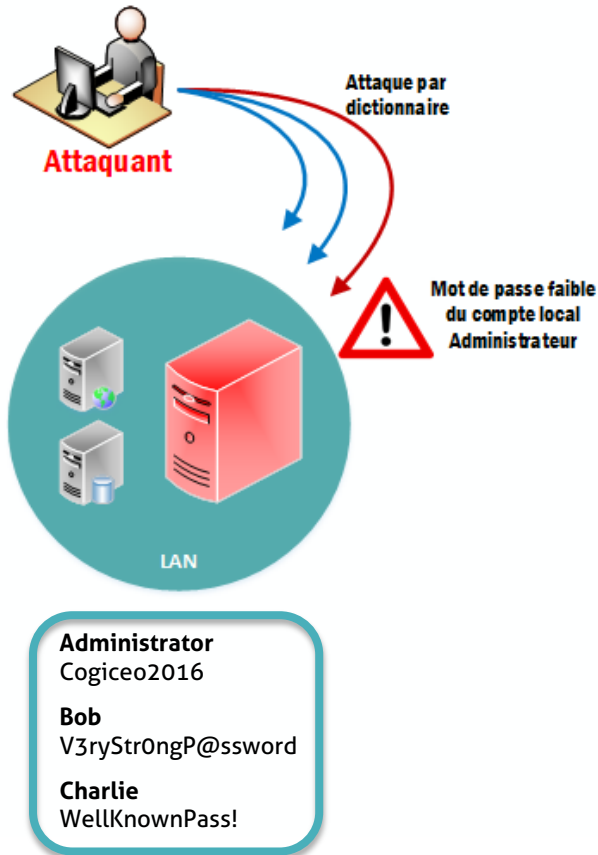 Attaque par
dictionnaire
Attaquant
Mot de passe faible
du compte local
Administrateur
LAN
Administrator
Cogiceo2016
Bob
V3ryStr0ngP@ssword
Charlie
WellKnownPass!